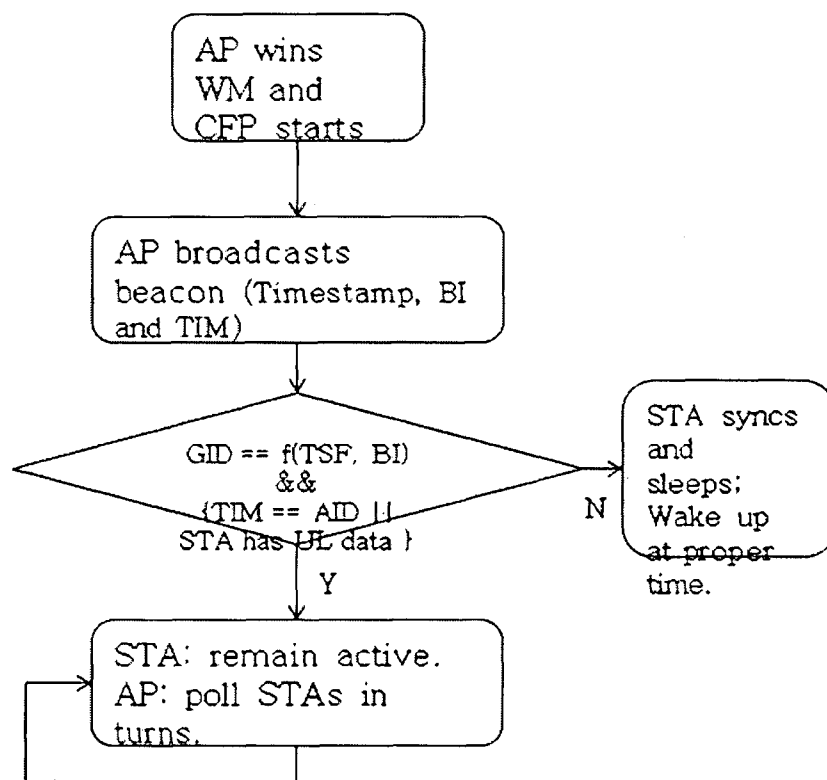 AP wins
WM and
CFP starts
AP broadcasts
beacon (Timestamp, BI
and TIM)
GID == f(TSF, BI)
&&
{TIM == AID ||
STA has UL data }
N
STA syncs
and
sleeps;
Wake up
at proper
time.
Y
STA: remain active.
AP: poll STAs in
turns.